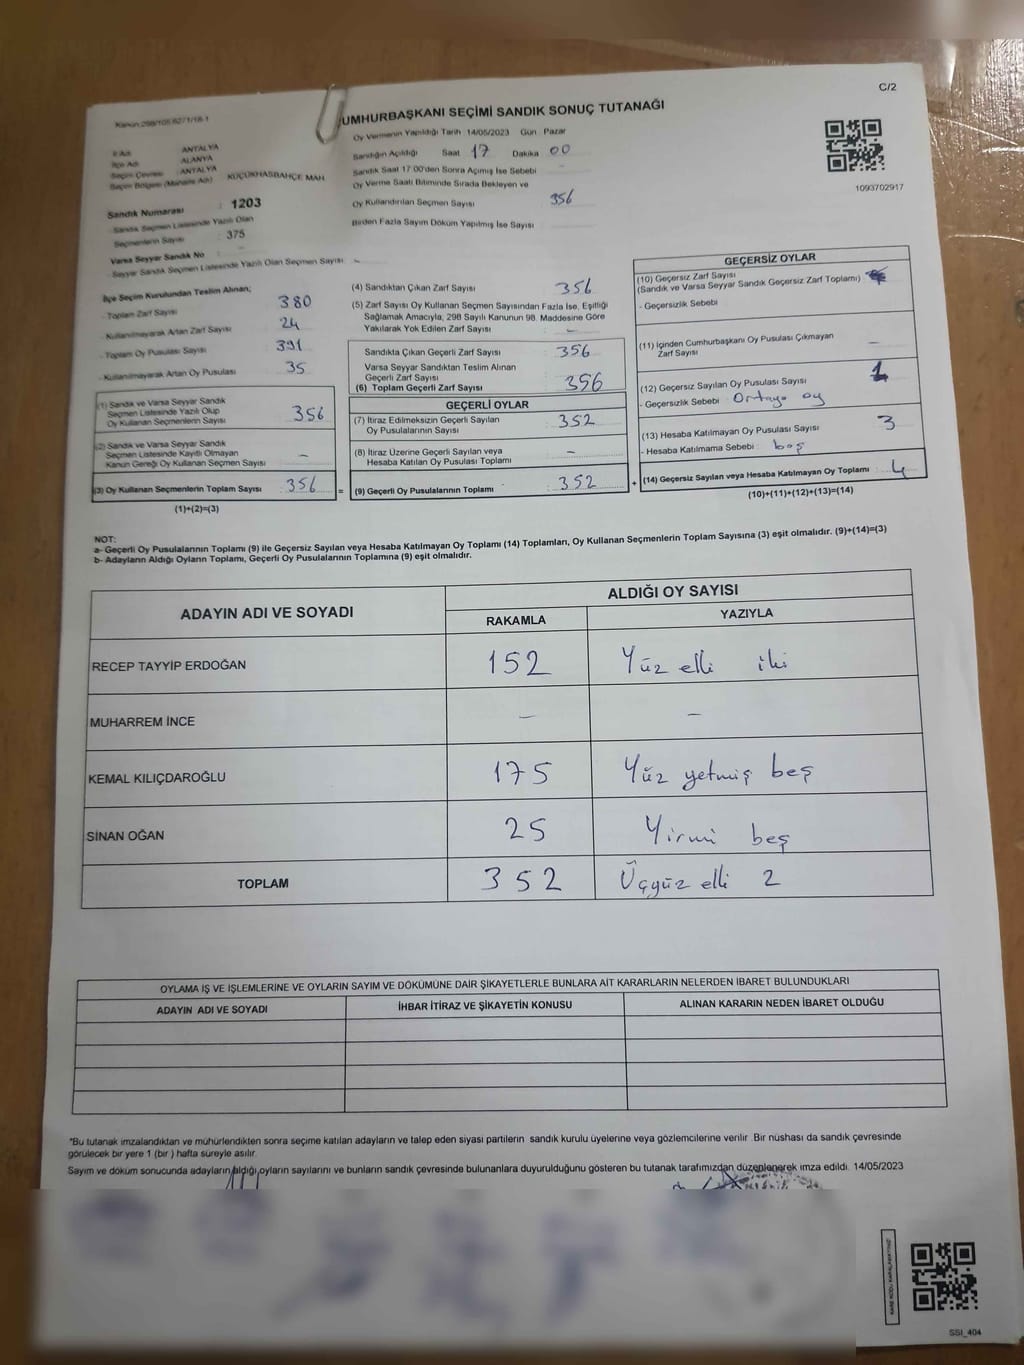 C/2
Kanun:298/105 6271/18-1
UMHURBAŞKANI SEÇİMİ SANDIK SONUÇ TUTANAĞI
Oy Vermenin Yapıldığı Tarih 14/05/2023 Gün Pazar
İl Adı ANTALYA
İlçe Adı ALANYA
Seçim Çevresi ANTALYA
Seçim Bölgesi (Mahalle Adı) KÜÇÜKHASBAHÇE MAH.
Sandık Numarası : 1203
Sandık Seçmen Listesinde Yazılı Olan
Seçmenlerin Sayısı : 375
Varsa Seyyar Sandık No : -
Seyyar Sandık Seçmen Listesinde Yazılı Olan Seçmen Sayısı: -
Sandığın Açıldığı Saat 17 Dakika 00
Sandık Saat 17:00'den Sonra Açımış İse Sebebi -
Oy Verme Saati Bitiminde Sırada Bekleyen ve
Oy Kullandırılan Seçmen Sayısı 356
Birden Fazla Sayım Döküm Yapılmış İse Sayısı
1093702917
İlçe Seçim Kurulundan Teslim Alınan;
- Toplam Zarf Sayısı 380
- Kullanılmayarak Artan Zarf Sayısı 24
- Toplam Oy Pusulası Sayısı 391
- Kullanılmayarak Artan Oy Pusulası 35
(1) Sandık ve Varsa Seyyar Sandık
Seçmen Listesinde Yazılı Olup
Oy Kullanan Seçmenlerin Sayısı : 356
(2) Sandık ve Varsa Seyyar Sandık
Seçmen Listesinde Kayıtlı Olmayan
Kanun Gereği Oy Kullanan Seçmen Sayısı : -
(3) Oy Kullanan Seçmenlerin Toplam Sayısı : 356 =
(1)+(2)=(3)
(4) Sandıktan Çıkan Zarf Sayısı : 356
(5) Zarf Sayısı Oy Kullanan Seçmen Sayısından Fazla İse, Eşitliği
Sağlamak Amacıyla, 298 Sayılı Kanunun 98. Maddesine Göre
Yakılarak Yok Edilen Zarf Sayısı : -
Sandıkta Çıkan Geçerli Zarf Sayısı : 356
Varsa Seyyar Sandıktan Teslim Alınan
Geçerli Zarf Sayısı
(6) Toplam Geçerli Zarf Sayısı : 356
GEÇERLİ OYLAR
(7) İtiraz Edilmeksizin Geçerli Sayılan
Oy Pusulalarının Sayısı : 352
(8) İtiraz Üzerine Geçerli Sayılan veya
Hesaba Katılan Oy Pusulası Toplamı : -
(9) Geçerli Oy Pusulalarının Toplamı : 352 +
GEÇERSİZ OYLAR
(10) Geçersiz Zarf Sayısı
(Sandık ve Varsa Seyyar Sandık Geçersiz Zarf Toplamı) :
- Geçersizlik Sebebi
(11) İçinden Cumhurbaşkanı Oy Pusulası Çıkmayan
Zarf Sayısı : -
(12) Geçersiz Sayılan Oy Pusulası Sayısı : 1
- Geçersizlik Sebebi : Ortaya oy
(13) Hesaba Katılmayan Oy Pusulası Sayısı : 3
- Hesaba Katılmama Sebebi : boş
(14) Geçersiz Sayılan veya Hesaba Katılmayan Oy Toplamı : 4
(10)+(11)+(12)+(13)=(14)
NOT:
a- Geçerli Oy Pusulalarının Toplamı (9) ile Geçersiz Sayılan veya Hesaba Katılmayan Oy Toplamı (14) Toplamları, Oy Kullanan Seçmenlerin Toplam Sayısına (3) eşit olmalıdır. (9)+(14)=(3)
b- Adayların Aldığı Oyların Toplamı, Geçerli Oy Pusulalarının Toplamına (9) eşit olmalıdır.
ADAYIN ADI VE SOYADI
ALDIĞI OY SAYISI
RAKAMLA YAZIYLA
RECEP TAYYİP ERDOĞAN 152 Yüz elli iki
MUHARREM İNCE - -
KEMAL KILIÇDAROĞLU 175 Yüz yetmiş beş
SİNAN OĞAN 25 Yirmi beş
TOPLAM 352 Üçyüz elli 2
OYLAMA İŞ VE İŞLEMLERİNE VE OYLARIN SAYIM VE DÖKÜMÜNE DAİR ŞİKAYETLERLE BUNLARA AİT KARARLARIN NELERDEN İBARET BULUNDUKLARI
ADAYIN ADI VE SOYADI İHBAR İTİRAZ VE ŞİKAYETİN KONUSU ALINAN KARARIN NEDEN İBARET OLDUĞU
*Bu tutanak imzalandıktan ve mühürlendikten sonra seçime katılan adayların ve talep eden siyasi partilerin sandık kurulu üyelerine veya gözlemcilerine verilir. Bir nüshası da sandık çevresinde
görülecek bir yere 1 (bir ) hafta süreyle asılır.
Sayım ve döküm sonucunda adayların aldığı oyların sayılarını ve bunların sandık çevresinde bulunanlara duyurulduğunu gösteren bu tutanak tarafımızdan düzenlenerek imza edildi. 14/05/2023
SSI_404